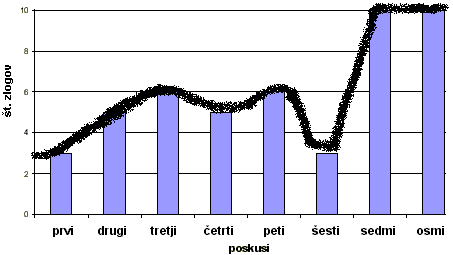 10
8
6
4
2
0
št. zlogov
prvi drugi tretji četrti peti šesti sedmi osmi
poskusi